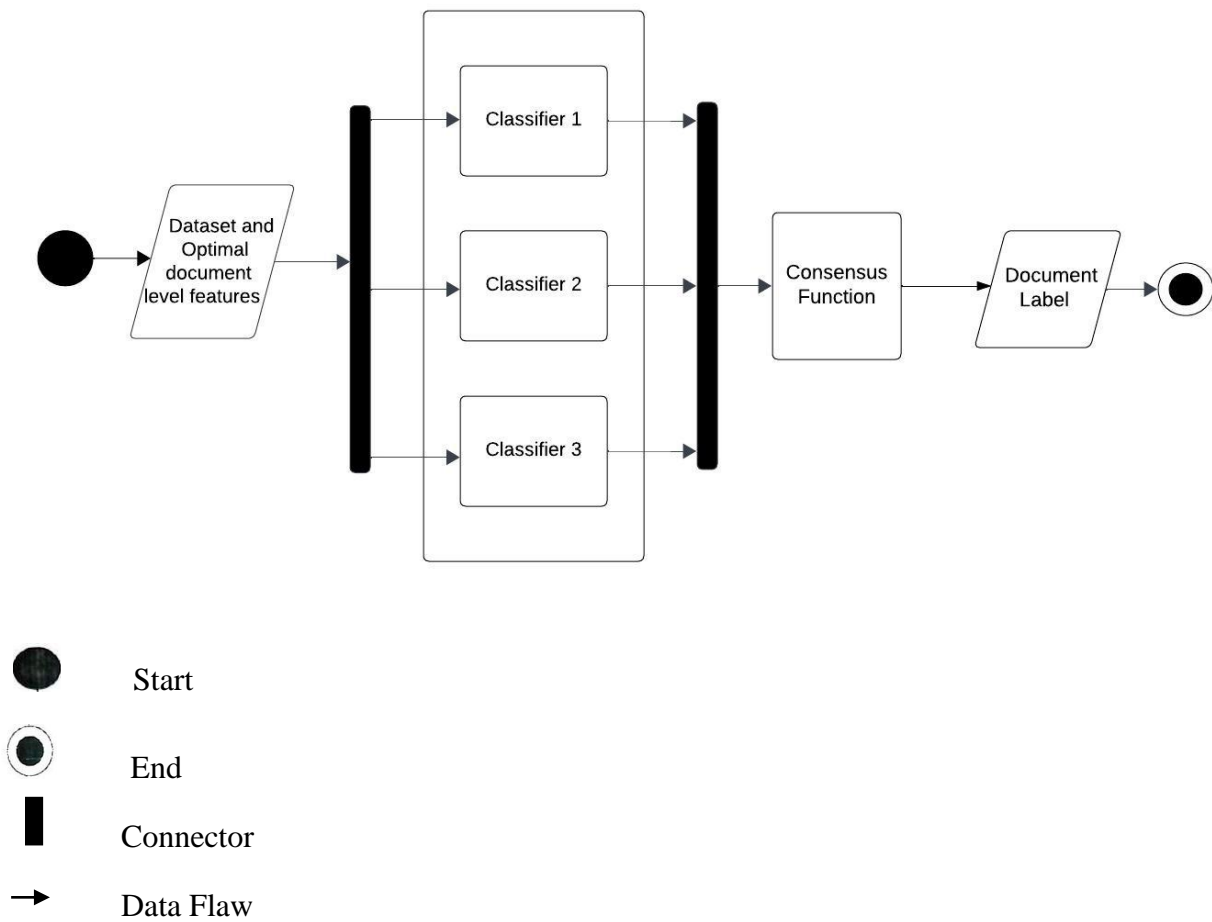 Classifier 1
Dataset and
Optimal
document
level features
Classifier 2
Consensus
Function
Document
Label
Classifier 3
Start
End
Connector
Data Flaw